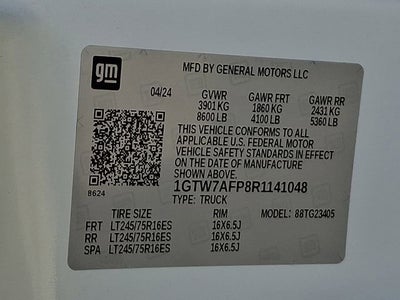 gm
MFD BY GENERAL MOTORS LLC
04/24 GVWR GAWR FRT GAWR RR
3901 KG 1860 KG 2431 KG
8600 LB 4100 LB 5360 LB
THIS VEHICLE CONFORMS TO ALL
APPLICABLE U.S. FEDERAL MOTOR
VEHICLE SAFETY STANDARDS IN EFFECT
ON THE DATE OF MANUFACTURE
SHOWN ABOVE.
8624
1GTW7AFP8R1141048
TYPE: TRUCK
TIRE SIZE RIM MODEL: 88TG23405
FRT LT245/75R16ES 16X6.5J
RR LT245/75R16ES 16X6.5J
SPA LT245/75R16ES 16X6.5J